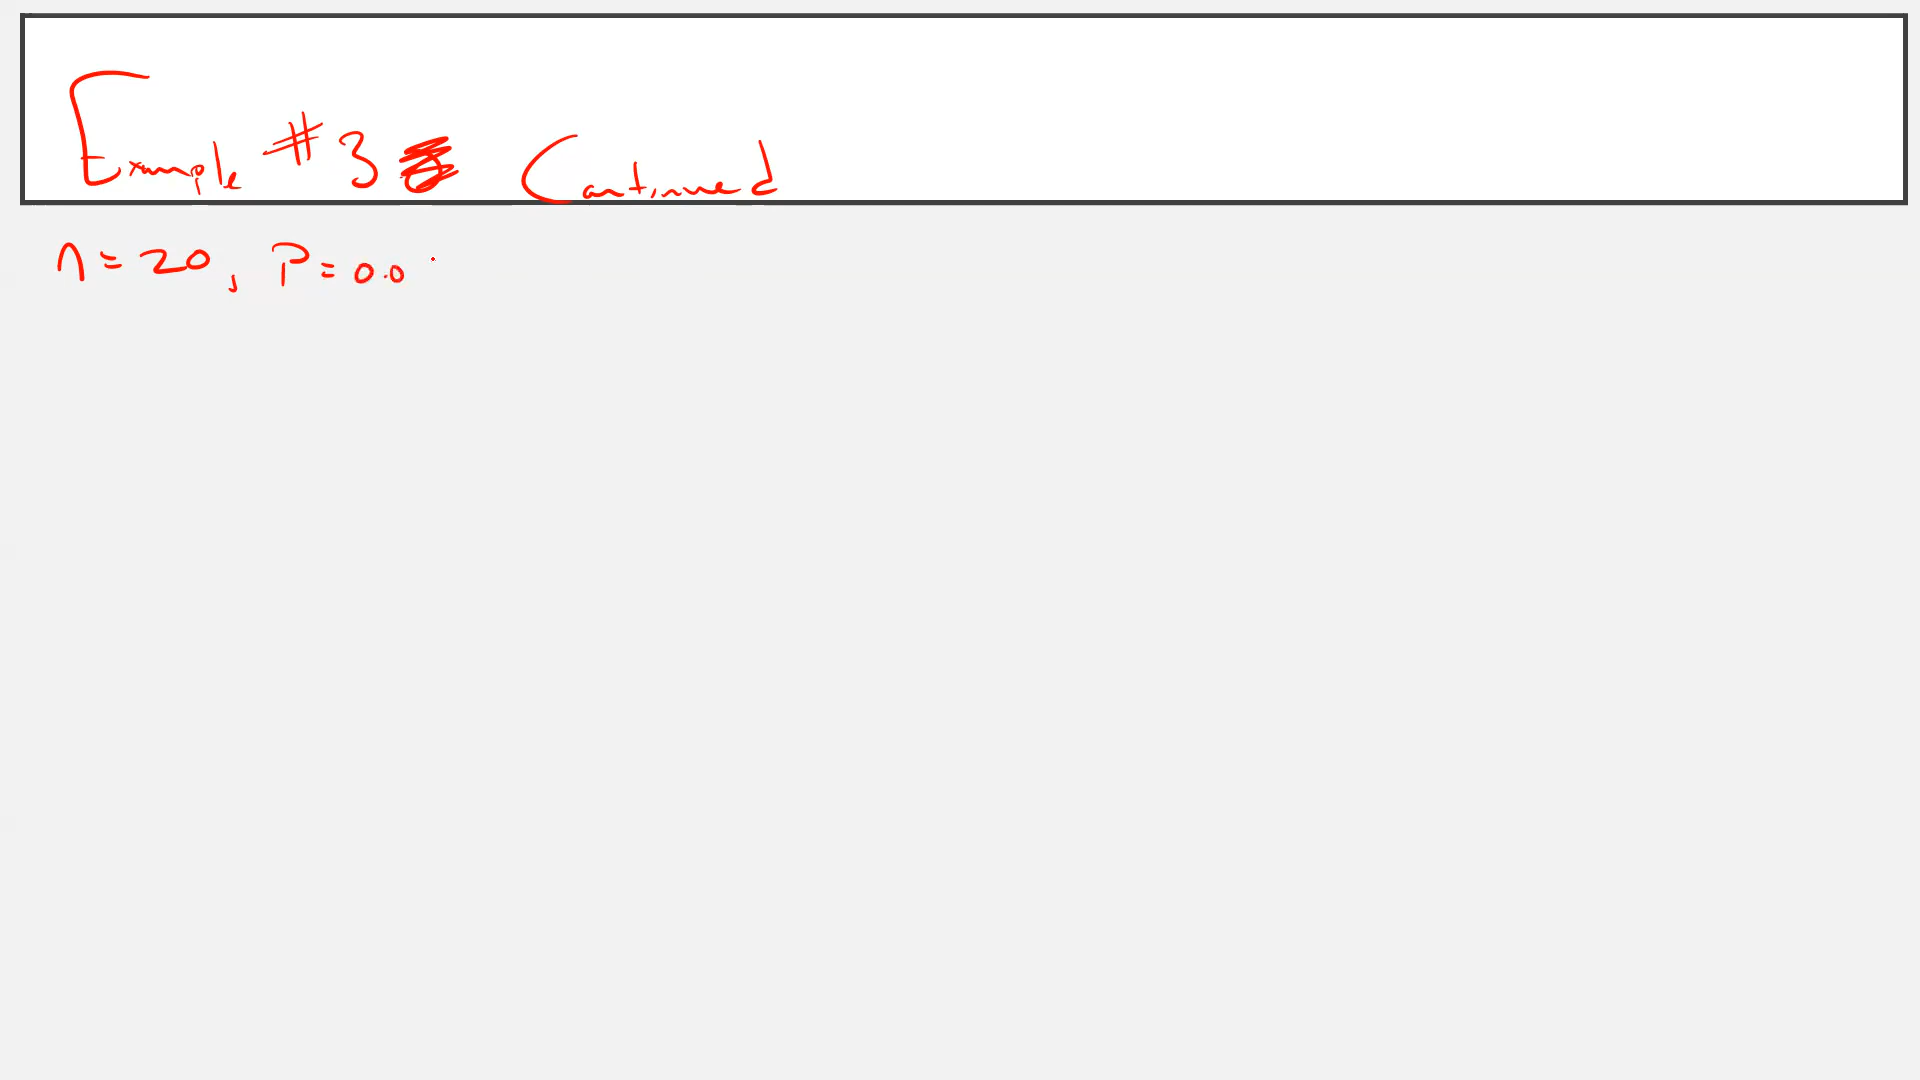 Example #3 Continued
n = 20, P = 0.0